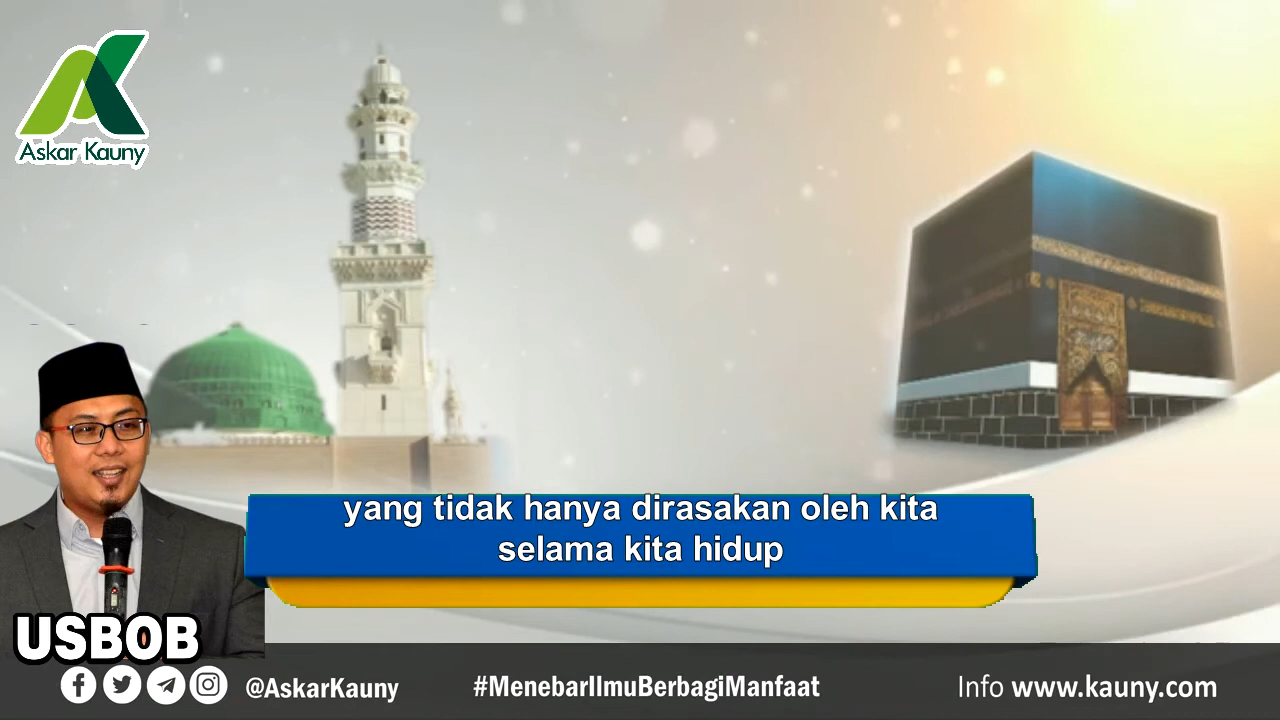 Askar Kauny
yang tidak hanya dirasakan oleh kita
selama kita hidup
USBOB
@AskarKauny
#MenebarIlmuBerbagiManfaat
Info www.kauny.com